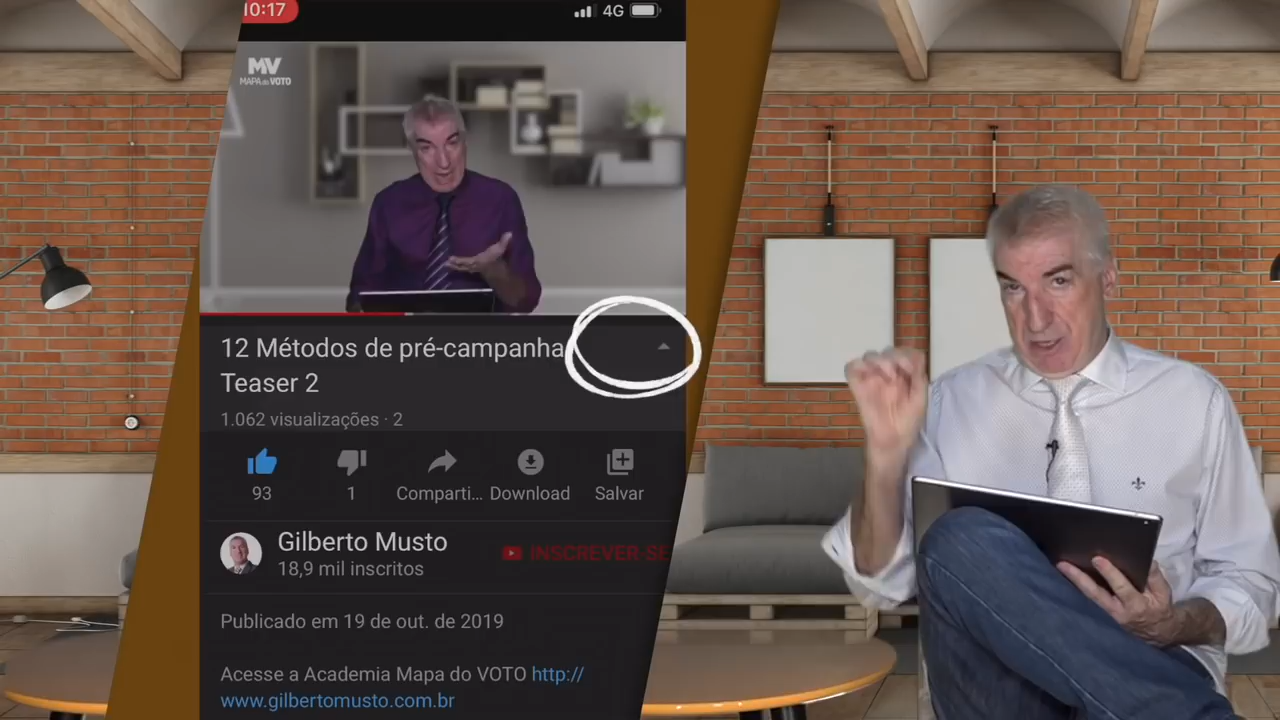 10:17
4G
MV
MAPA do VOTO
12 Métodos de pré-campanha
Teaser 2
1.062 visualizações · 2
93
1
Comparti...
Download
Salvar
Gilberto Musto
18,9 mil inscritos
INSCREVER-SE
Publicado em 19 de out. de 2019
Acesse a Academia Mapa do VOTO http://
www.gilbertomusto.com.br